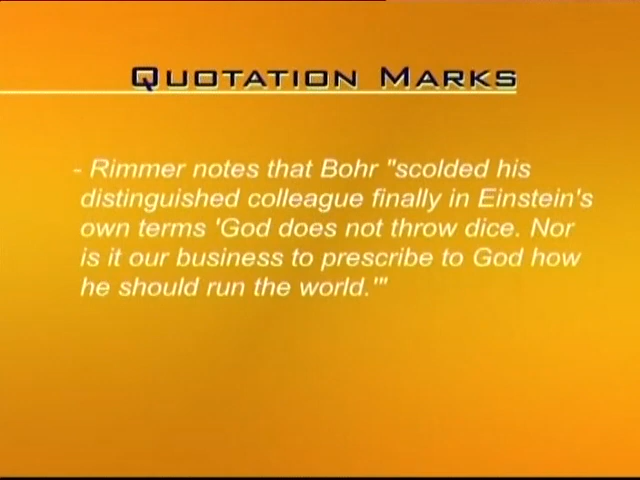 QUOTATION MARKS
- Rimmer notes that Bohr "scolded his
distinguished colleague finally in Einstein's
own terms 'God does not throw dice. Nor
is it our business to prescribe to God how
he should run the world.'"